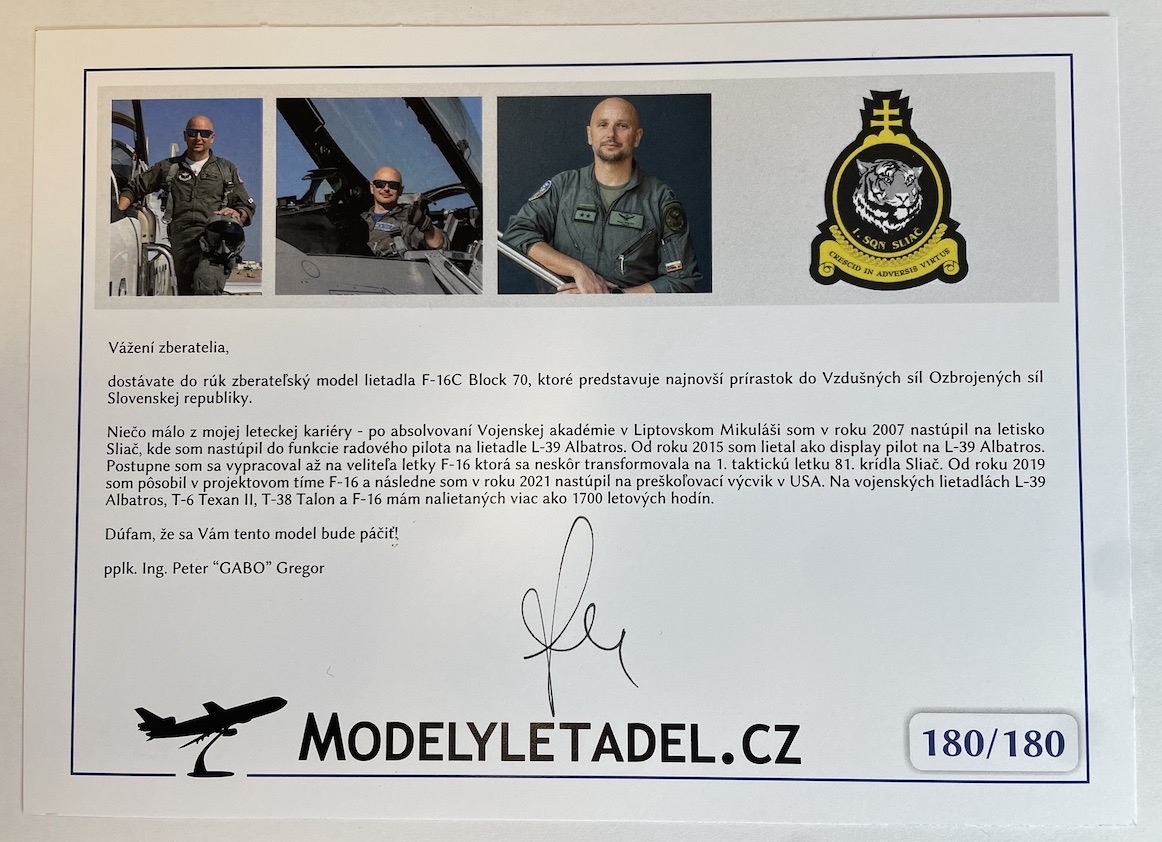 1. SQN SLIAČ
CRESCID IN ADVERSIS VIRTUS
Vážení zberatelia,
dostávate do rúk zberateľský model lietadla F-16C Block 70, ktoré predstavuje najnovší prírastok do Vzdušných síl Ozbrojených síl
Slovenskej republiky.
Niečo málo z mojej leteckej kariéry - po absolvovaní Vojenskej akadémie v Liptovskom Mikuláši som v roku 2007 nastúpil na letisko
Sliač, kde som nastúpil do funkcie radového pilota na lietadle L-39 Albatros. Od roku 2015 som lietal ako display pilot na L-39 Albatros.
Postupne som sa vypracoval až na veliteľa letky F-16 ktorá sa neskôr transformovala na 1. taktickú letku 81. krídla Sliač. Od roku 2019
som pôsobil v projektovom tíme F-16 a následne som v roku 2021 nastúpil na preškoľovací výcvik v USA. Na vojenských lietadlách L-39
Albatros, T-6 Texan II, T-38 Talon a F-16 mám nalietaných viac ako 1700 letových hodín.
Dúfam, že sa Vám tento model bude páčiť!
pplk. Ing. Peter “GABO” Gregor
MODELYLETADEL.CZ
180/180